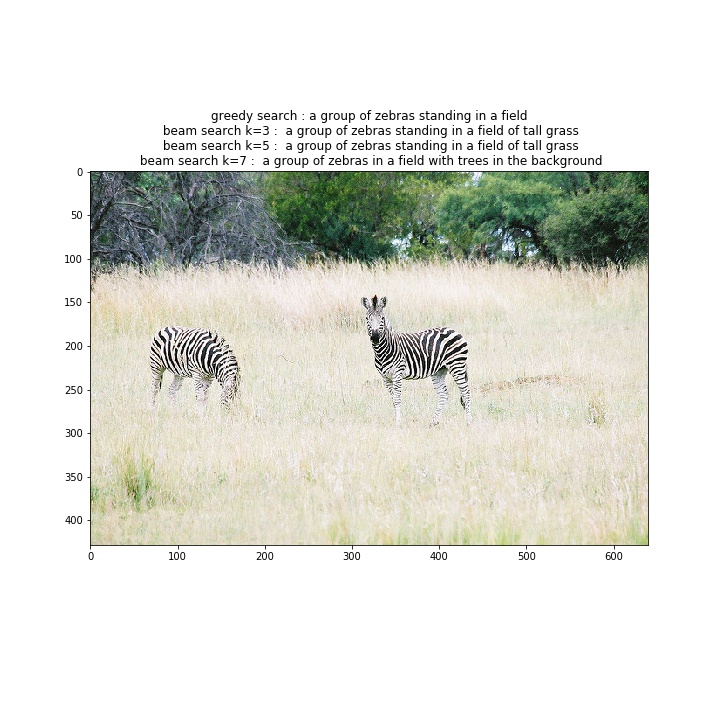 greedy search : a group of zebras standing in a field
beam search k=3 :  a group of zebras standing in a field of tall grass
beam search k=5 :  a group of zebras standing in a field of tall grass
beam search k=7 :  a group of zebras in a field with trees in the background
0
50
100
150
200
250
300
350
400
0 100 200 300 400 500 600